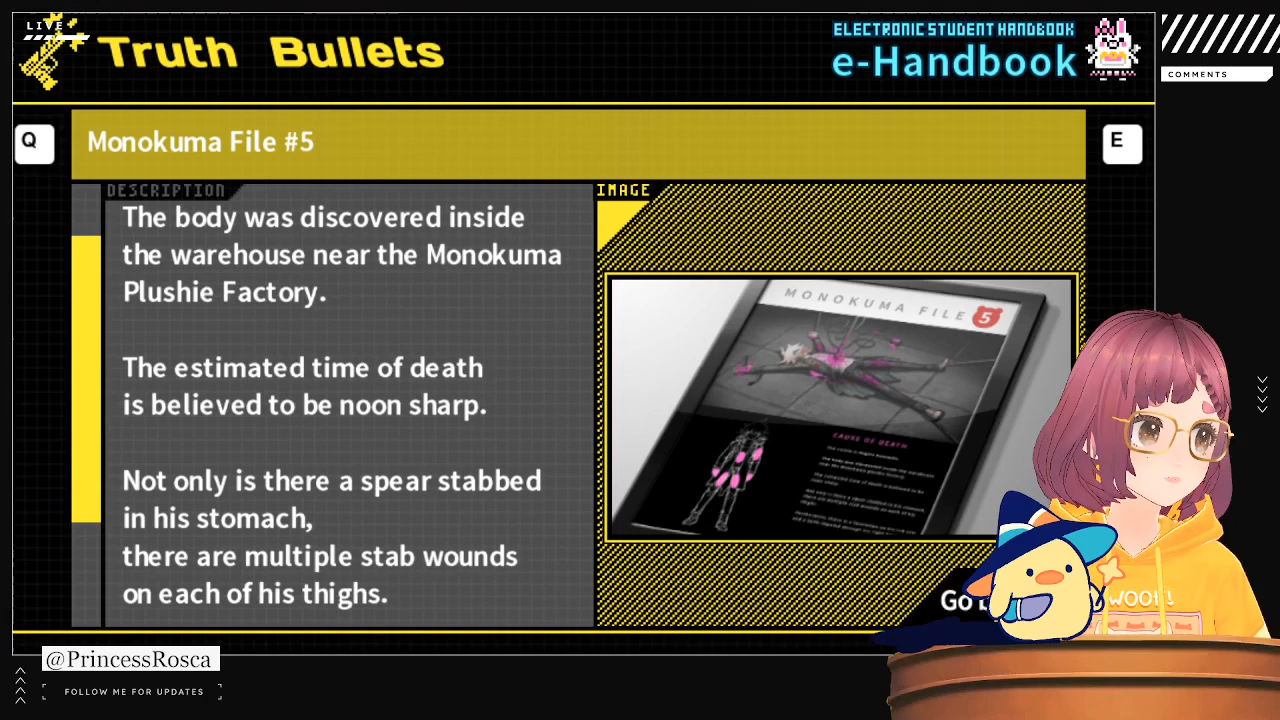 LIVE
Truth Bullets
ELECTRONIC STUDENT HANDBOOK
e-Handbook
COMMENTS
Q
Monokuma File #5
E
DESCRIPTION
IMAGE
The body was discovered inside
the warehouse near the Monokuma
Plushie Factory.
The estimated time of death
is believed to be noon sharp.
Not only is there a spear stabbed
in his stomach,
there are multiple stab wounds
on each of his thighs.
MONOKUMA FILE 5
CAUSE OF DEATH
Go
WOOF!
@PrincessRosca
FOLLOW ME FOR UPDATES